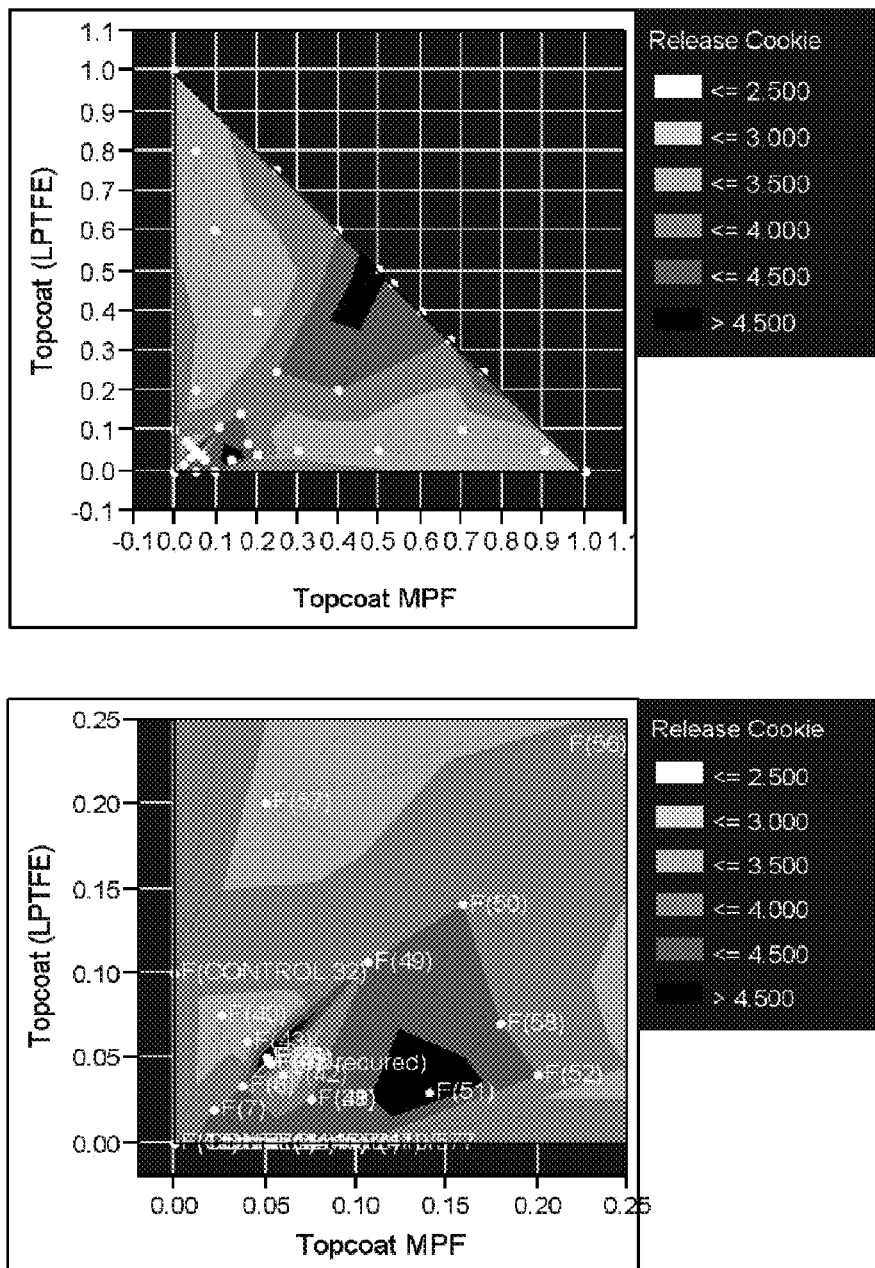 Release Cookie
<= 2.500
<= 3.000
<= 3.500
<= 4.000
<= 4.500
> 4.500
Topcoat (LPTFE)
1.1
1.0
0.9
0.8
0.7
0.6
0.5
0.4
0.3
0.2
0.1
0.0
-0.1
-0.1 0.0 0.1 0.2 0.3 0.4 0.5 0.6 0.7 0.8 0.9 1.0 1.1
Topcoat MPF
Release Cookie
<= 2.500
<= 3.000
<= 3.500
<= 4.000
<= 4.500
> 4.500
Topcoat (LPTFE)
0.25
0.20
0.15
0.10
0.05
0.00
F(56)
F(57)
F(50)
F(49)
F(CONTROL 32)
F(58)
F(52)
F(51)
F(7)
0.00 0.05 0.10 0.15 0.20 0.25
Topcoat MPF